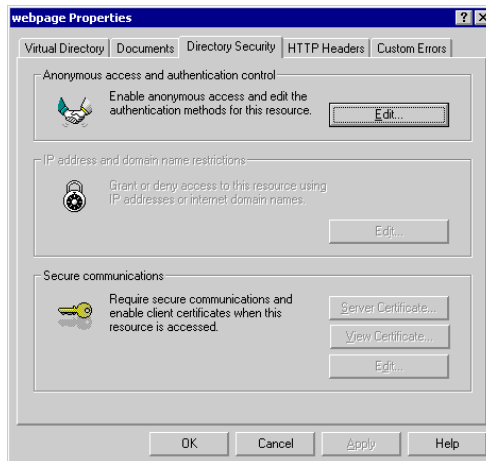 webpage Properties
Virtual Directory Documents Directory Security HTTP Headers Custom Errors
Anonymous access and authentication control
Enable anonymous access and edit the
authentication methods for this resource.
Edit...
IP address and domain name restrictions
Grant or deny access to this resource using
IP addresses or internet domain names.
Edit...
Secure communications
Require secure communications and
enable client certificates when this
resource is accessed.
Server Certificate...
View Certificate...
Edit...
OK Cancel Apply Help